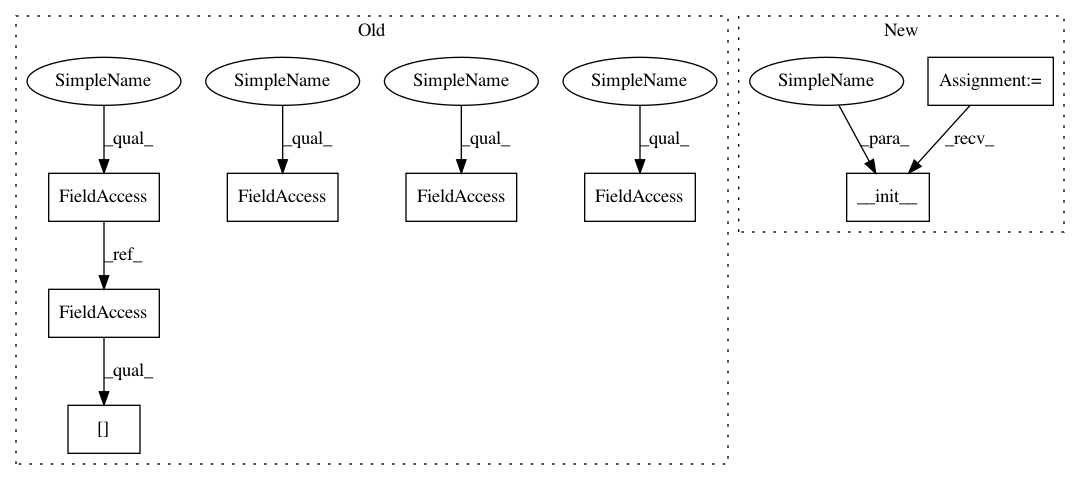 Old
New
SimpleName
SimpleName
SimpleName
SimpleName
SimpleName
Assignment:=
_qual_
_qual_
_qual_
_qual_
_para_
_recv_
FieldAccess
FieldAccess
FieldAccess
FieldAccess
__init__
_ref_
FieldAccess
_qual_
[]